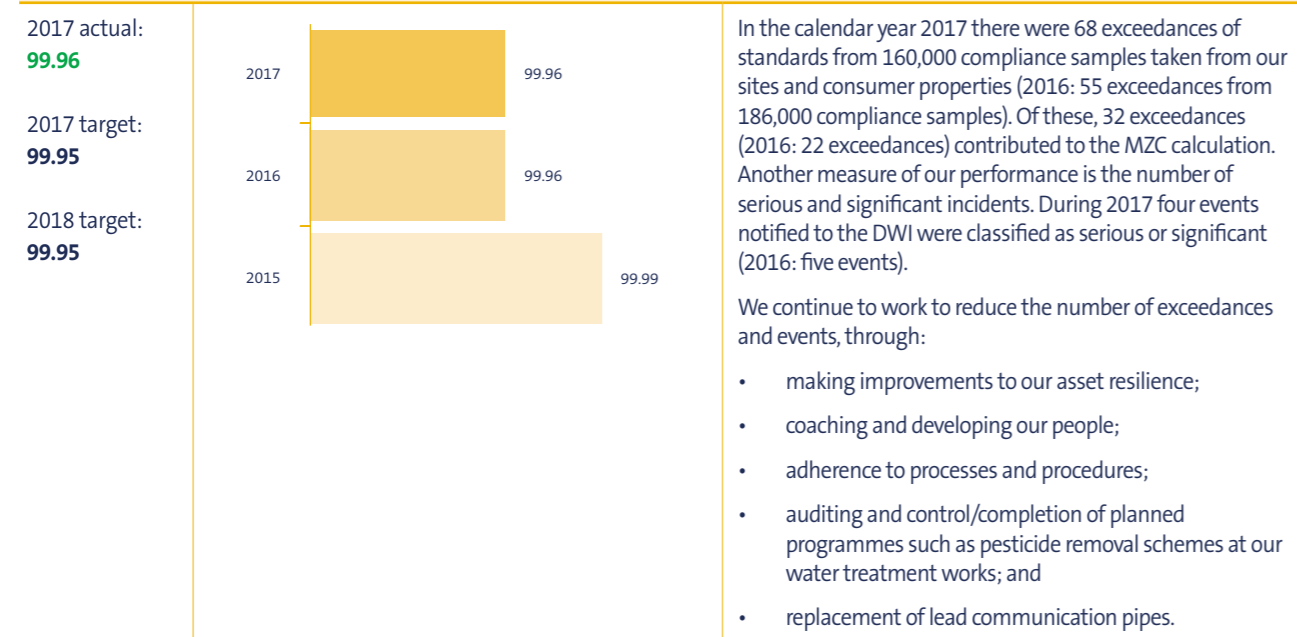 2017 actual:
99.96
2017 target:
99.95
2018 target:
99.95
2017
99.96
2016
99.96
2015
99.99
In the calendar year 2017 there were 68 exceedances of
standards from 160,000 compliance samples taken from our
sites and consumer properties (2016: 55 exceedances from
186,000 compliance samples). Of these, 32 exceedances
(2016: 22 exceedances) contributed to the MZC calculation.
Another measure of our performance is the number of
serious and significant incidents. During 2017 four events
notified to the DWI were classified as serious or significant
(2016: five events).
We continue to work to reduce the number of exceedances
and events, through:
• making improvements to our asset resilience;
• coaching and developing our people;
• adherence to processes and procedures;
• auditing and control/completion of planned
programmes such as pesticide removal schemes at our
water treatment works; and
• replacement of lead communication pipes.